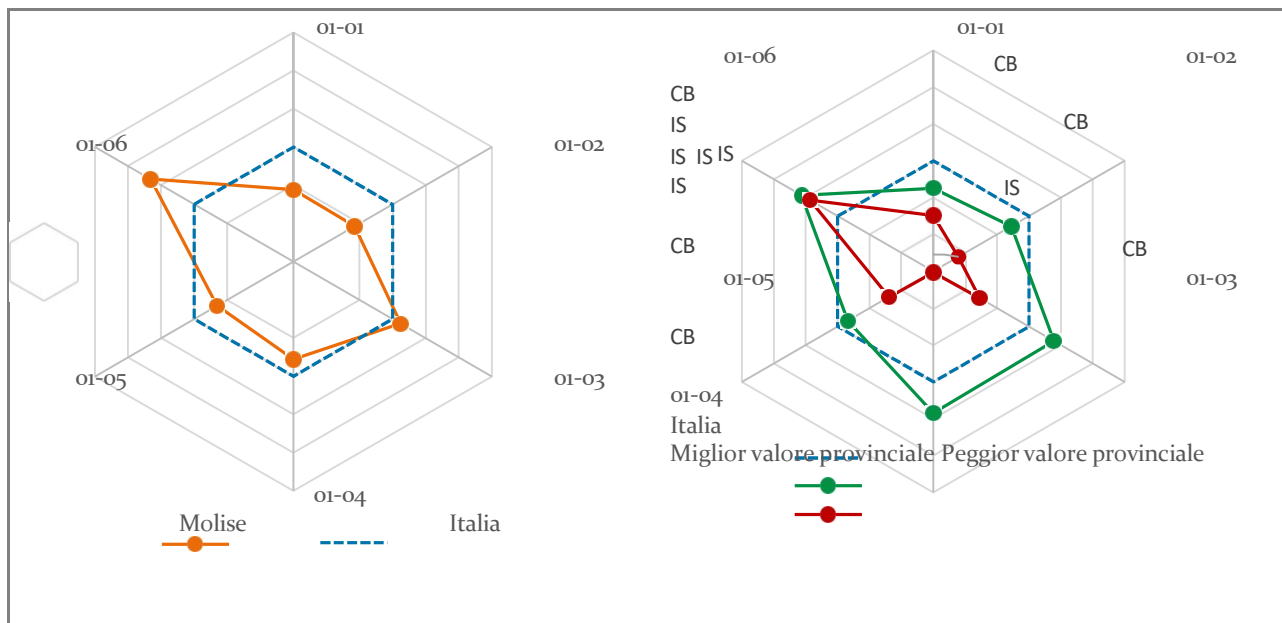 01-01
01-06
01-02
01-05
01-03
01-04
Molise Italia
01-01
01-06
01-02
CB
CB
CB
IS
IS IS IS
IS
CB
IS
CB
CB
01-05
01-03
CB
01-04
Italia
Miglior valore provinciale Peggior valore provinciale